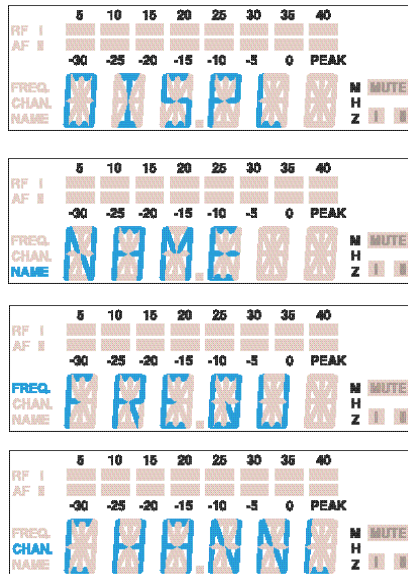 5 10 15 20 25 30 35 40
RF I
AF II
-30 -25 -20 -15 -10 -5 0 PEAK
FREQ. M MUTE
CHAN. DISPL H
NAME Z I II
5 10 15 20 25 30 35 40
RF I
AF II
-30 -25 -20 -15 -10 -5 0 PEAK
FREQ. M MUTE
CHAN. NAME H
NAME Z I II
5 10 15 20 25 30 35 40
RF I
AF II
-30 -25 -20 -15 -10 -5 0 PEAK
FREQ. M MUTE
CHAN. FREQU H
NAME Z I II
5 10 15 20 25 30 35 40
RF I
AF II
-30 -25 -20 -15 -10 -5 0 PEAK
FREQ. M MUTE
CHAN. CHANNL H
NAME Z I II